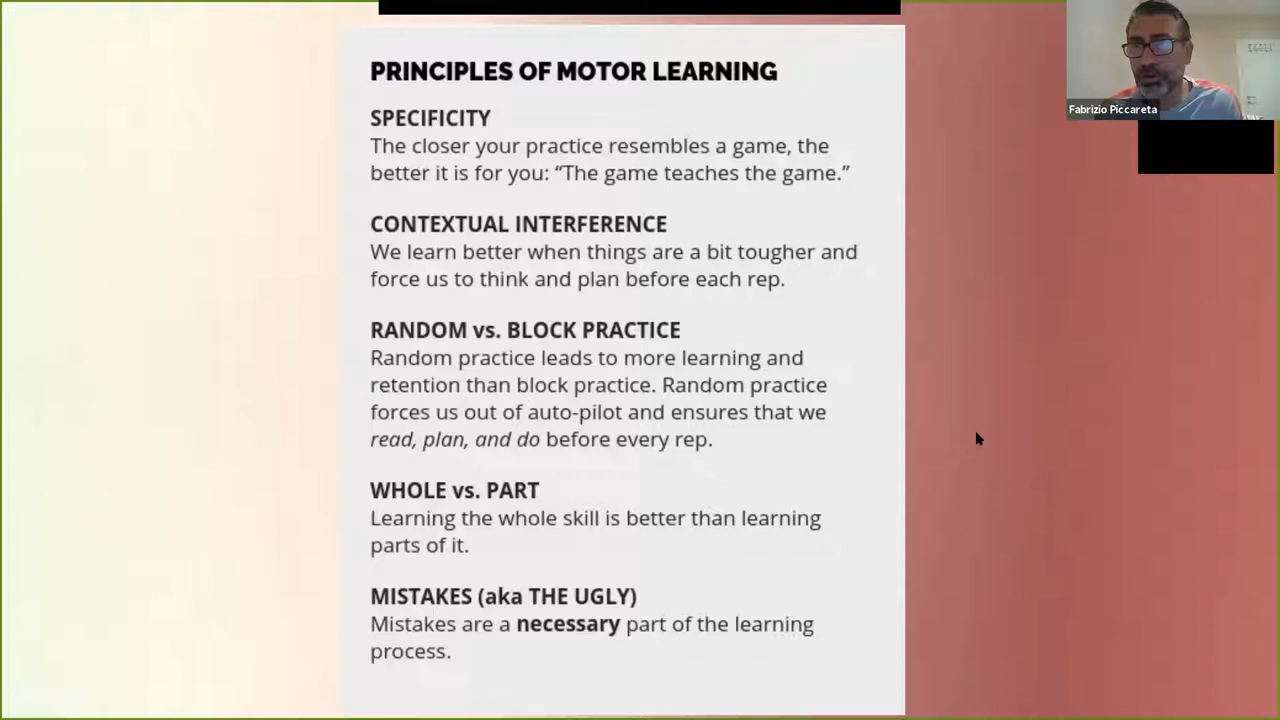 PRINCIPLES OF MOTOR LEARNING
SPECIFICITY
The closer your practice resembles a game, the
better it is for you: “The game teaches the game.”
CONTEXTUAL INTERFERENCE
We learn better when things are a bit tougher and
force us to think and plan before each rep.
RANDOM vs. BLOCK PRACTICE
Random practice leads to more learning and
retention than block practice. Random practice
forces us out of auto-pilot and ensures that we
read, plan, and do before every rep.
WHOLE vs. PART
Learning the whole skill is better than learning
parts of it.
MISTAKES (aka THE UGLY)
Mistakes are a necessary part of the learning
process.
Fabrizio Piccareta